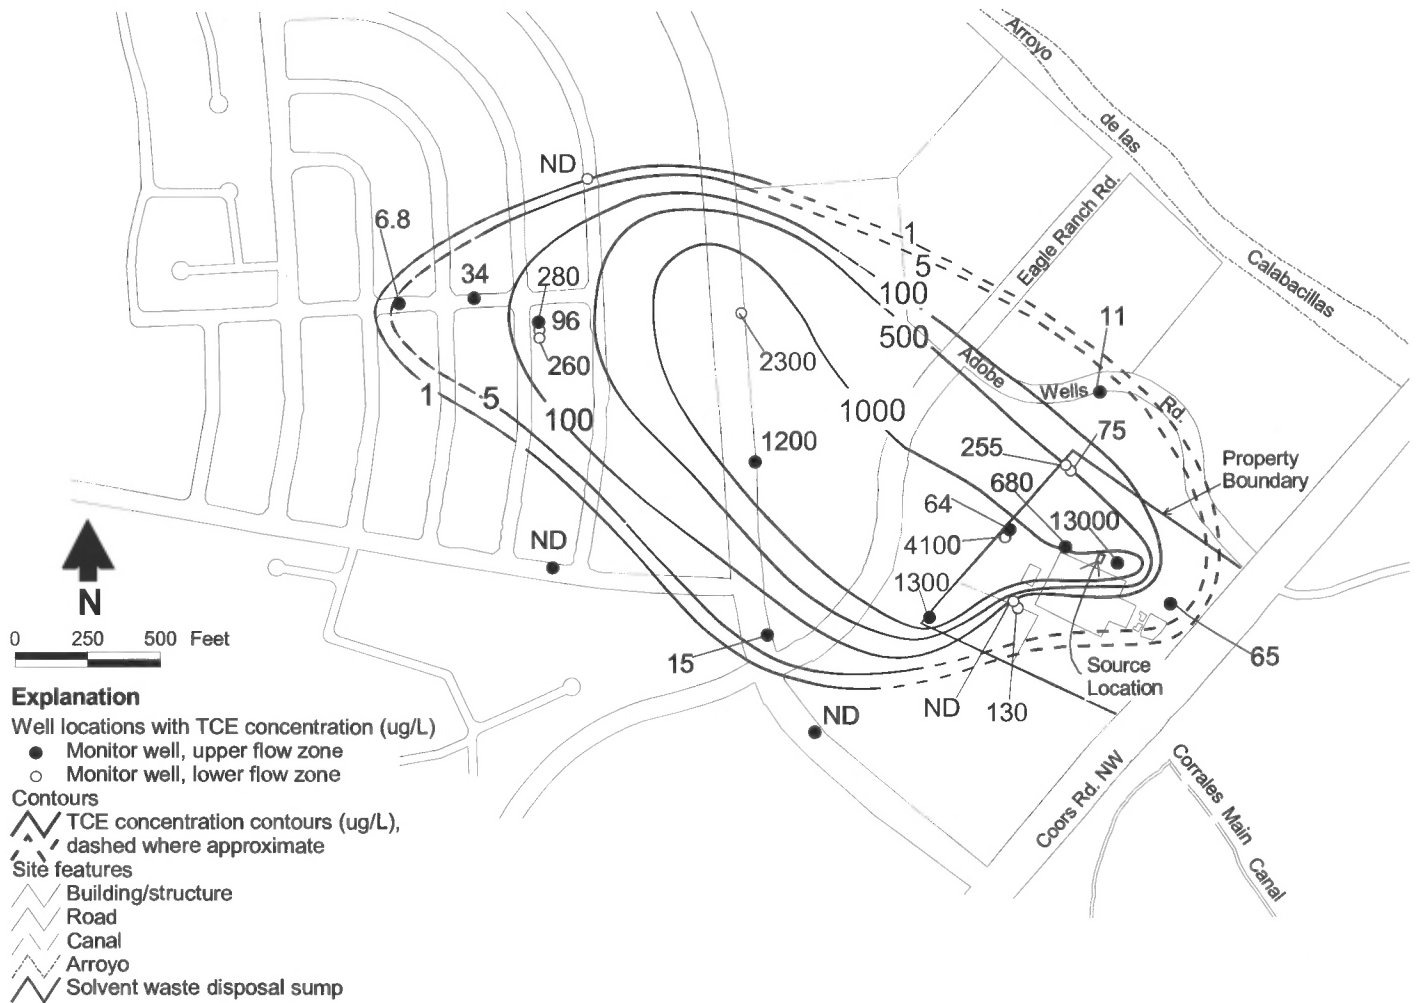 Arroyo
de las
Calabacillas
ND
Eagle Ranch Rd.
6.8
34
280
96
260
1
5
100
500
2300
Adobe
Wells
Rd.
11
1
5
100
1000
1200
255
75
680
64
13000
4100
Property
Boundary
ND
1300
N
0 250 500 Feet
15
65
Source
Location
ND
130
ND
Explanation
Well locations with TCE concentration (ug/L)
Monitor well, upper flow zone
Monitor well, lower flow zone
Contours
TCE concentration contours (ug/L),
dashed where approximate
Site features
Building/structure
Road
Canal
Arroyo
Solvent waste disposal sump
Coors Rd. NW
Corrales Main Canal